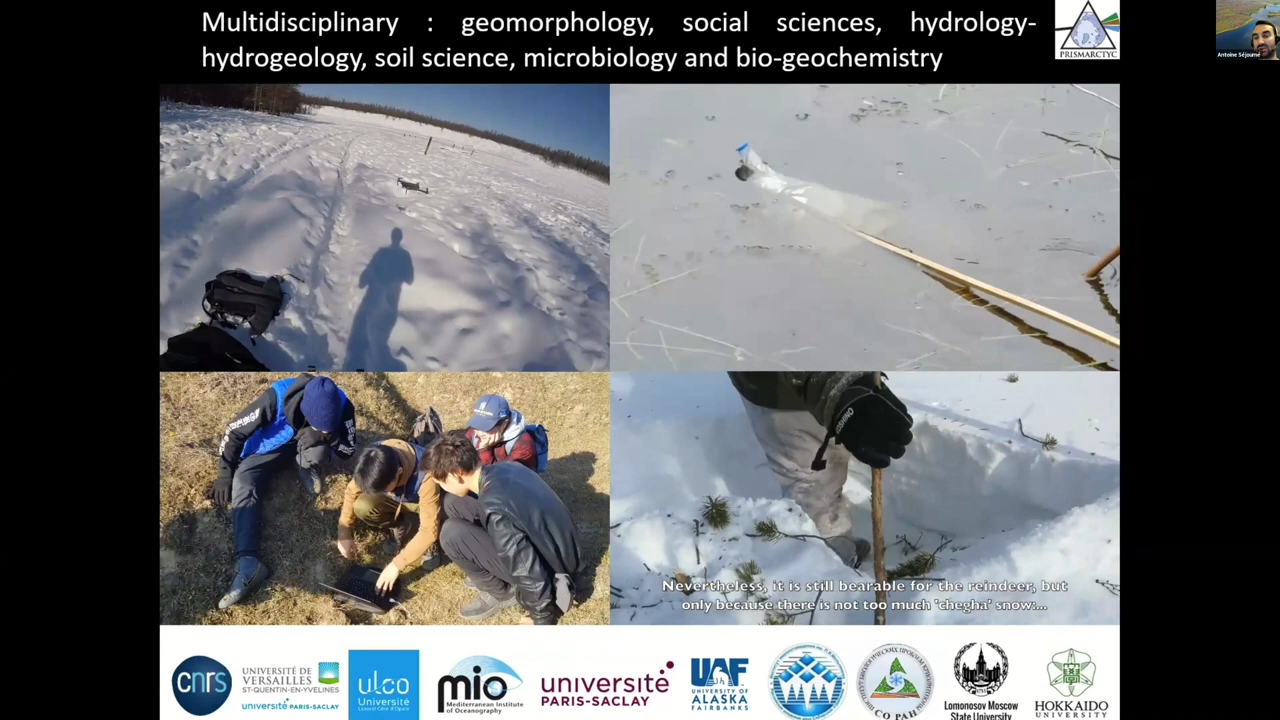 Multidisciplinary : geomorphology, social sciences, hydrology-
hydrogeology, soil science, microbiology and bio-geochemistry
PRISMARCTYC
Antoine Séjourné
Nevertheless, it is still bearable for the reindeer, but
only because there is not too much 'chegha' snow:...
cnrs
UNIVERSITÉ DE
VERSAILLES
ST-QUENTIN-EN-YVELINES
université PARIS-SACLAY
ulco
Université
Littoral Côte d'Opale
mio
Mediterranean Institute
of Oceanography
université
PARIS-SACLAY
UAF
UNIVERSITY OF
ALASKA
FAIRBANKS
СО РАН
Lomonosov Moscow
State University
HOKKAIDO
UNIVERSITY